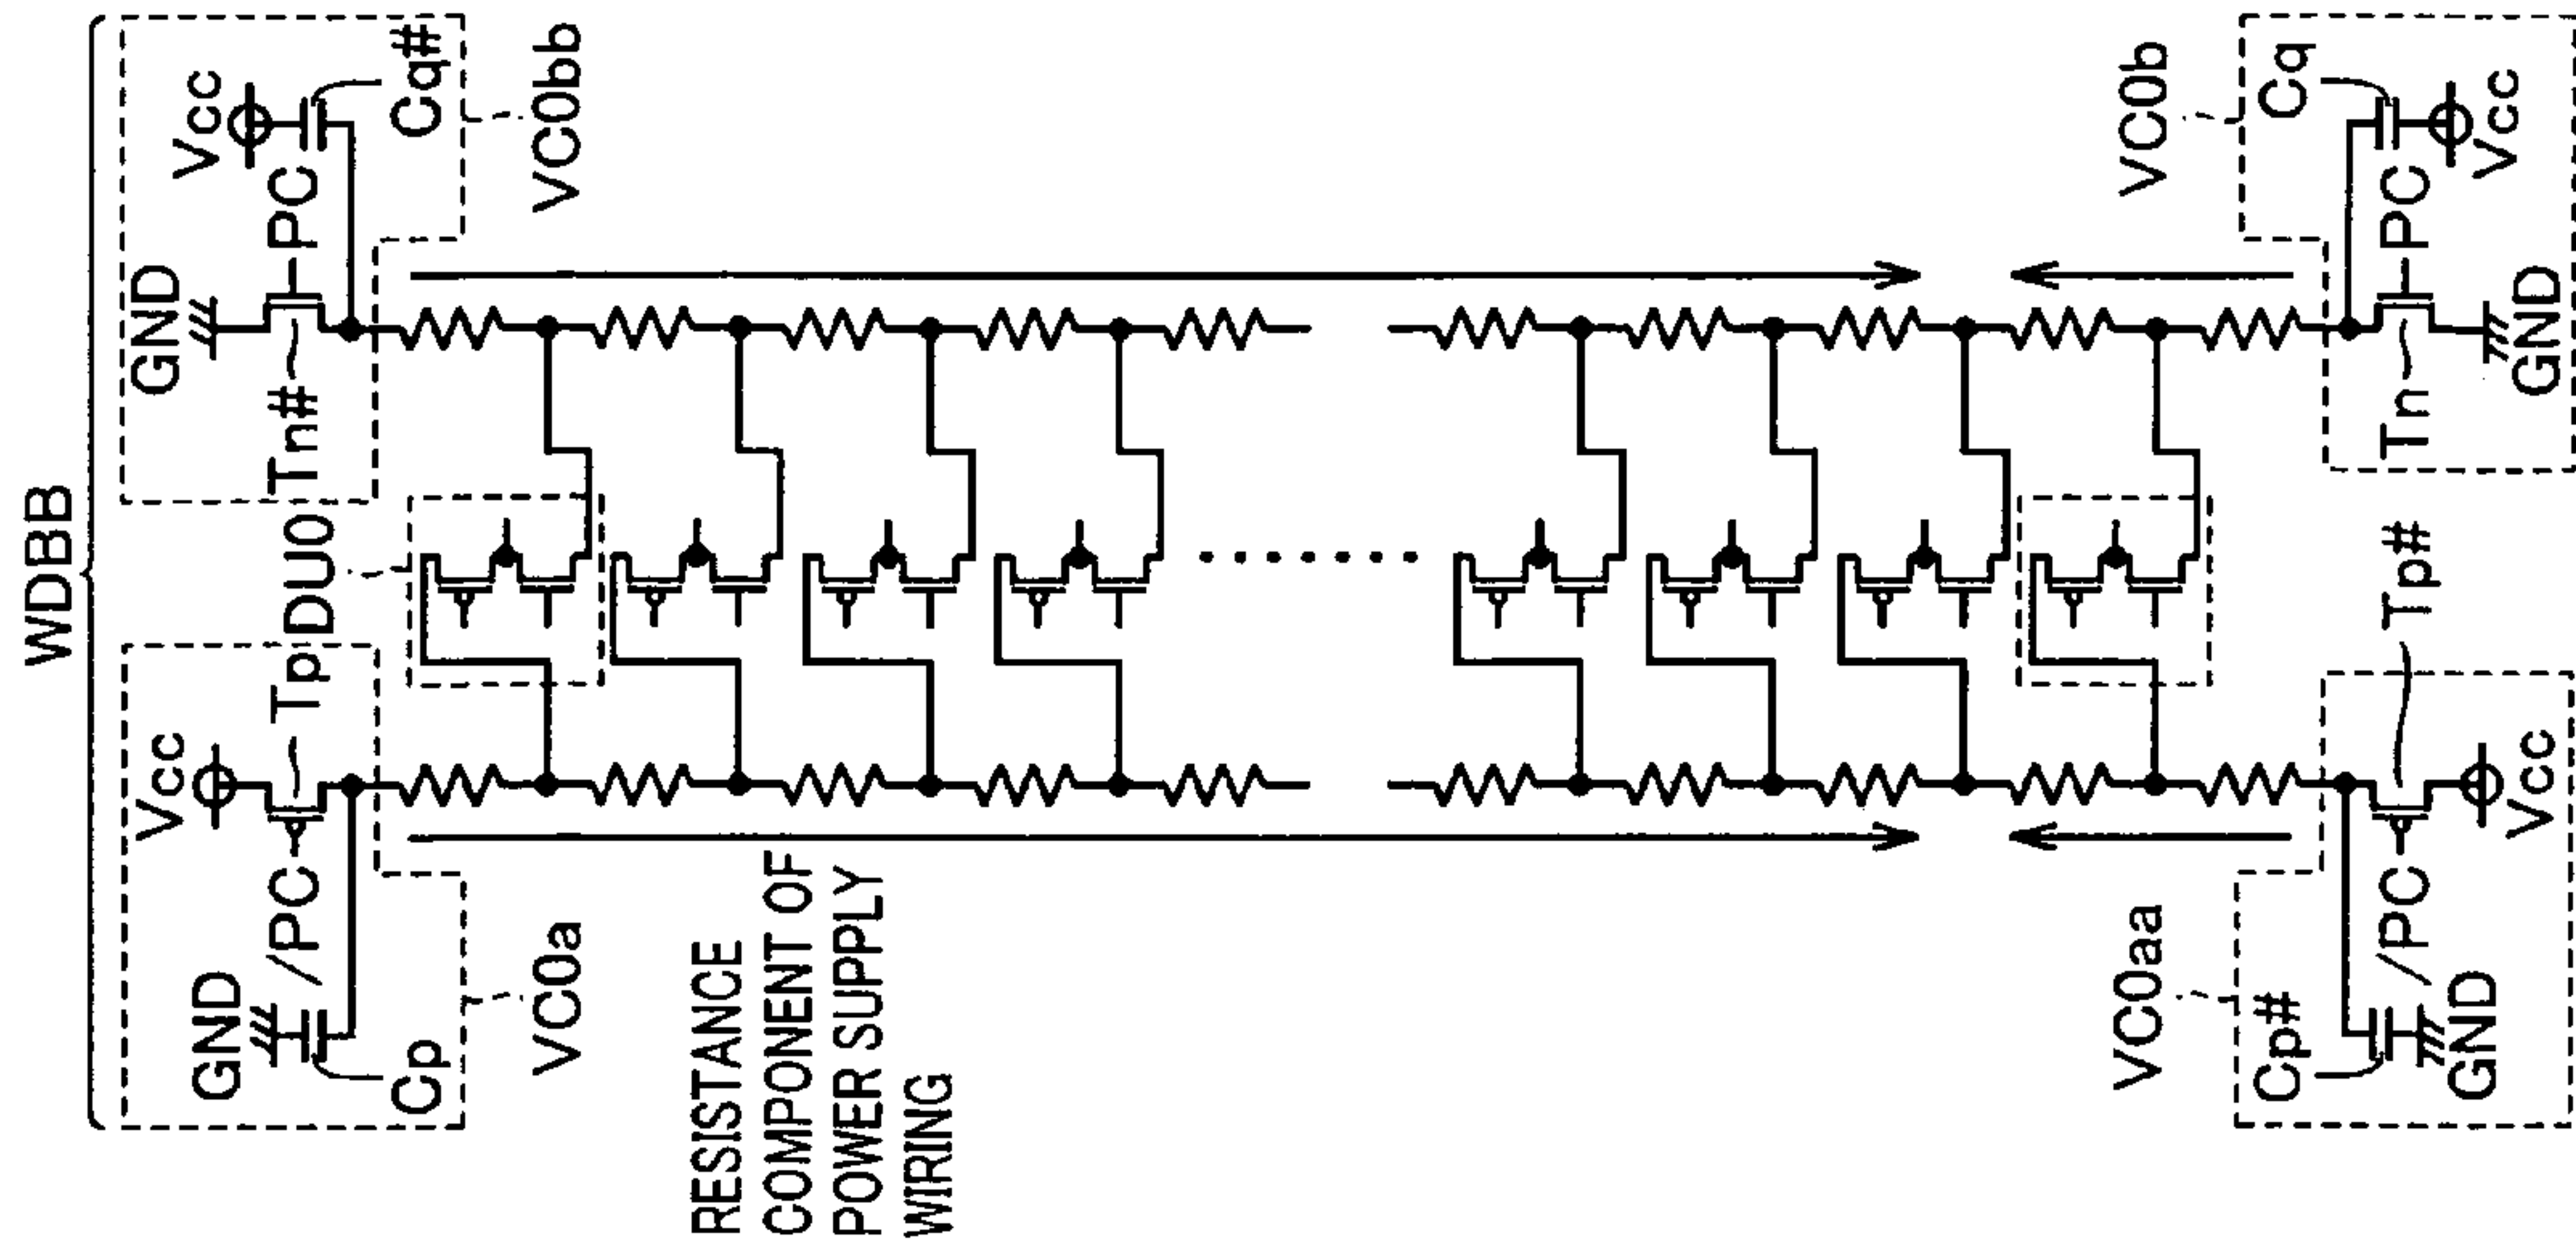 WDBB
Vcc
GND
GND
Vcc
/PC
Tp
DU0
Tn#
PC
Cp
Cq#
VC0a
VC0bb
RESISTANCE
COMPONENT OF
POWER SUPPLY
WIRING
VC0aa
VC0b
Cp#
Cq
/PC
Tp#
Tn
PC
GND
Vcc
Vcc
GND